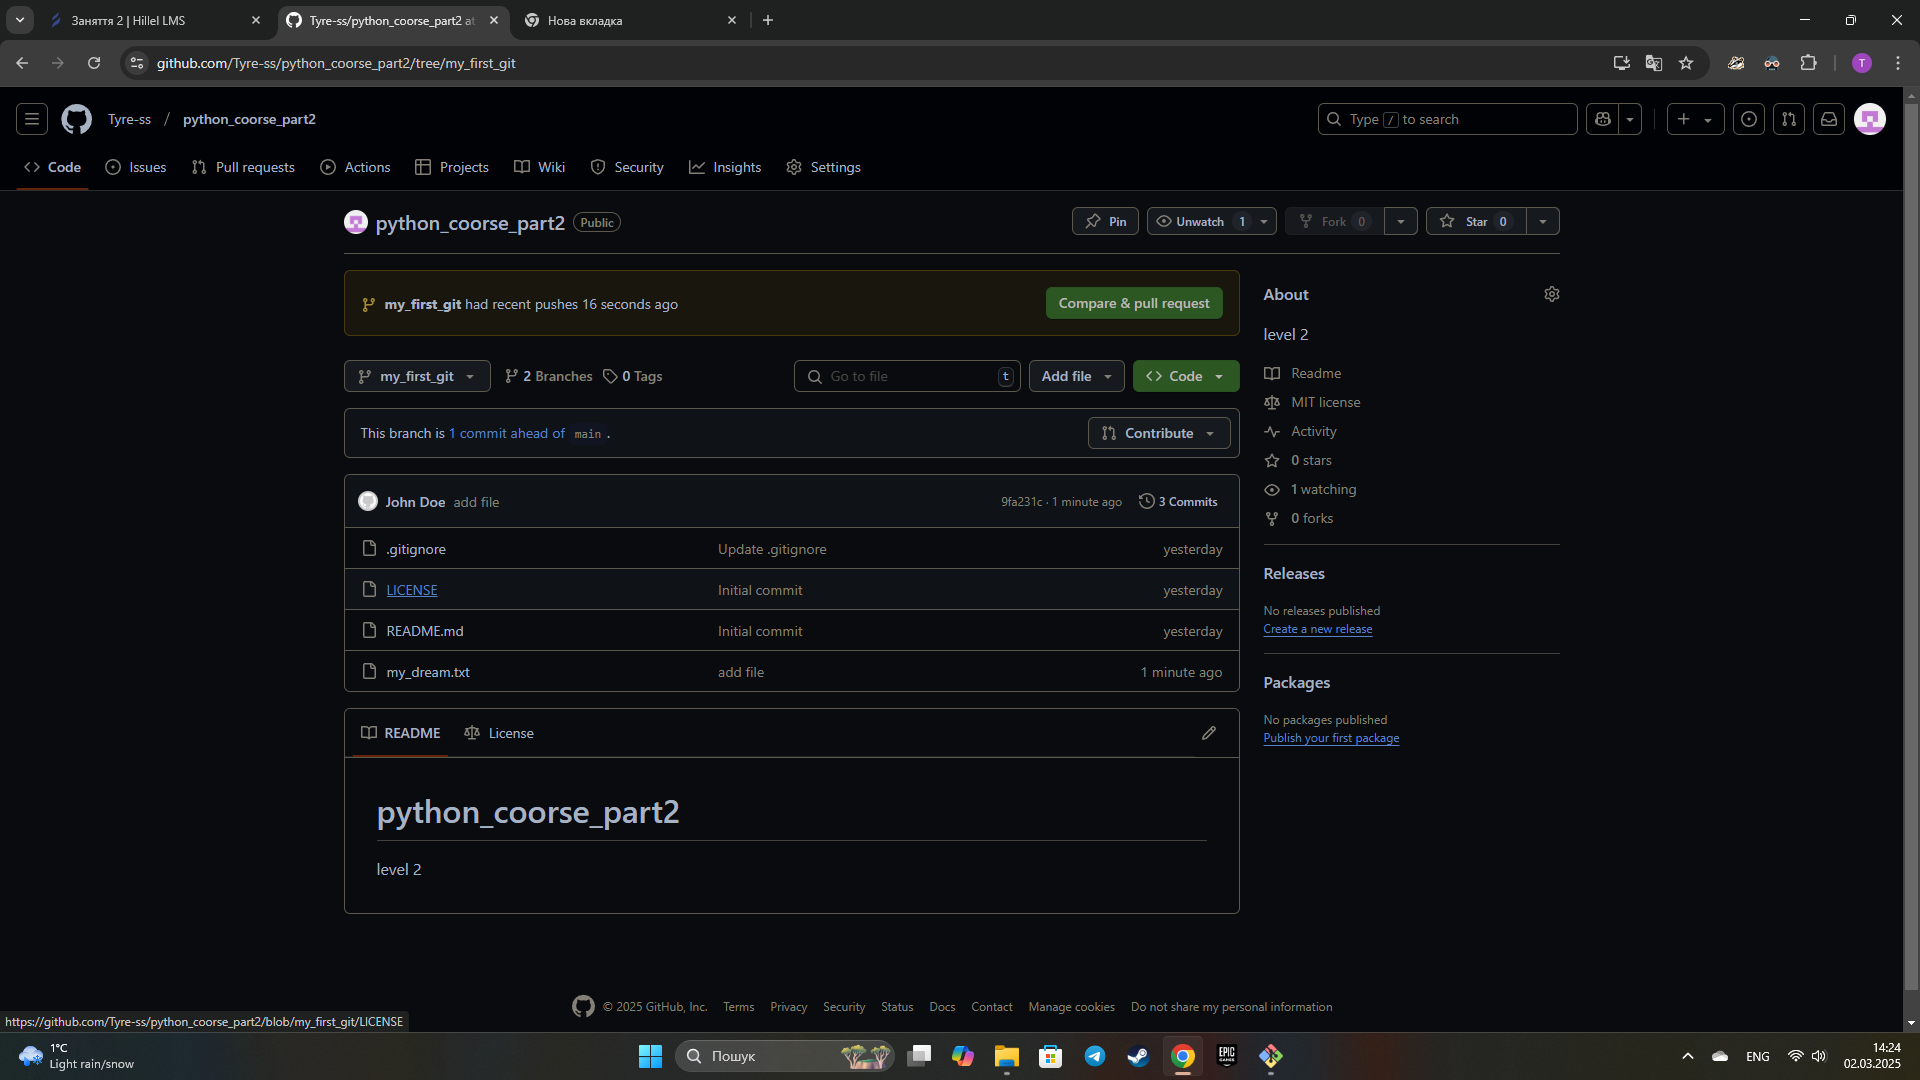 Заняття 2 | Hillel LMS
Tyre-ss/python_coorse_part2 at
Нова вкладка
github.com/Tyre-ss/python_coorse_part2/tree/my_first_git
T
Tyre-ss / python_coorse_part2
Type / to search
Code
Issues
Pull requests
Actions
Projects
Wiki
Security
Insights
Settings
python_coorse_part2 Public
Pin
Unwatch 1
Fork 0
Star 0
my_first_git had recent pushes 16 seconds ago
Compare & pull request
my_first_git
2 Branches
0 Tags
Go to file t
Add file
Code
This branch is 1 commit ahead of main .
Contribute
John Doe add file
9fa231c · 1 minute ago
3 Commits
.gitignore Update .gitignore yesterday
LICENSE Initial commit yesterday
README.md Initial commit yesterday
my_dream.txt add file 1 minute ago
README
License
python_coorse_part2
level 2
About
level 2
Readme
MIT license
Activity
0 stars
1 watching
0 forks
Releases
No releases published
Create a new release
Packages
No packages published
Publish your first package
© 2025 GitHub, Inc. Terms Privacy Security Status Docs Contact Manage cookies Do not share my personal information
https://github.com/Tyre-ss/python_coorse_part2/blob/my_first_git/LICENSE
1°C
Light rain/snow
Пошук
EPIC
GAMES
ENG
14:24
02.03.2025